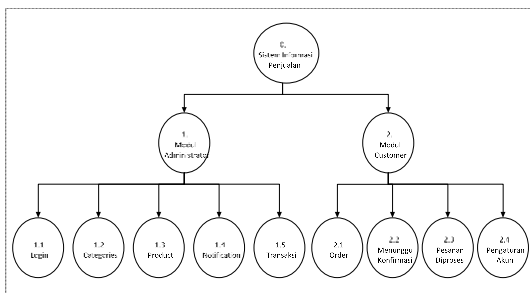 0.
Sistem Informasi
Penjualan
1.
Modul
Administrator
2.
Modul
Customer
1.1
Login
1.2
Categories
1.3
Product
1.4
Notification
1.5
Transaksi
2.1
Order
2.2
Menunggu
Konfirmasi
2.3
Pesanan
Diproses
2.4
Pengaturan
Akun